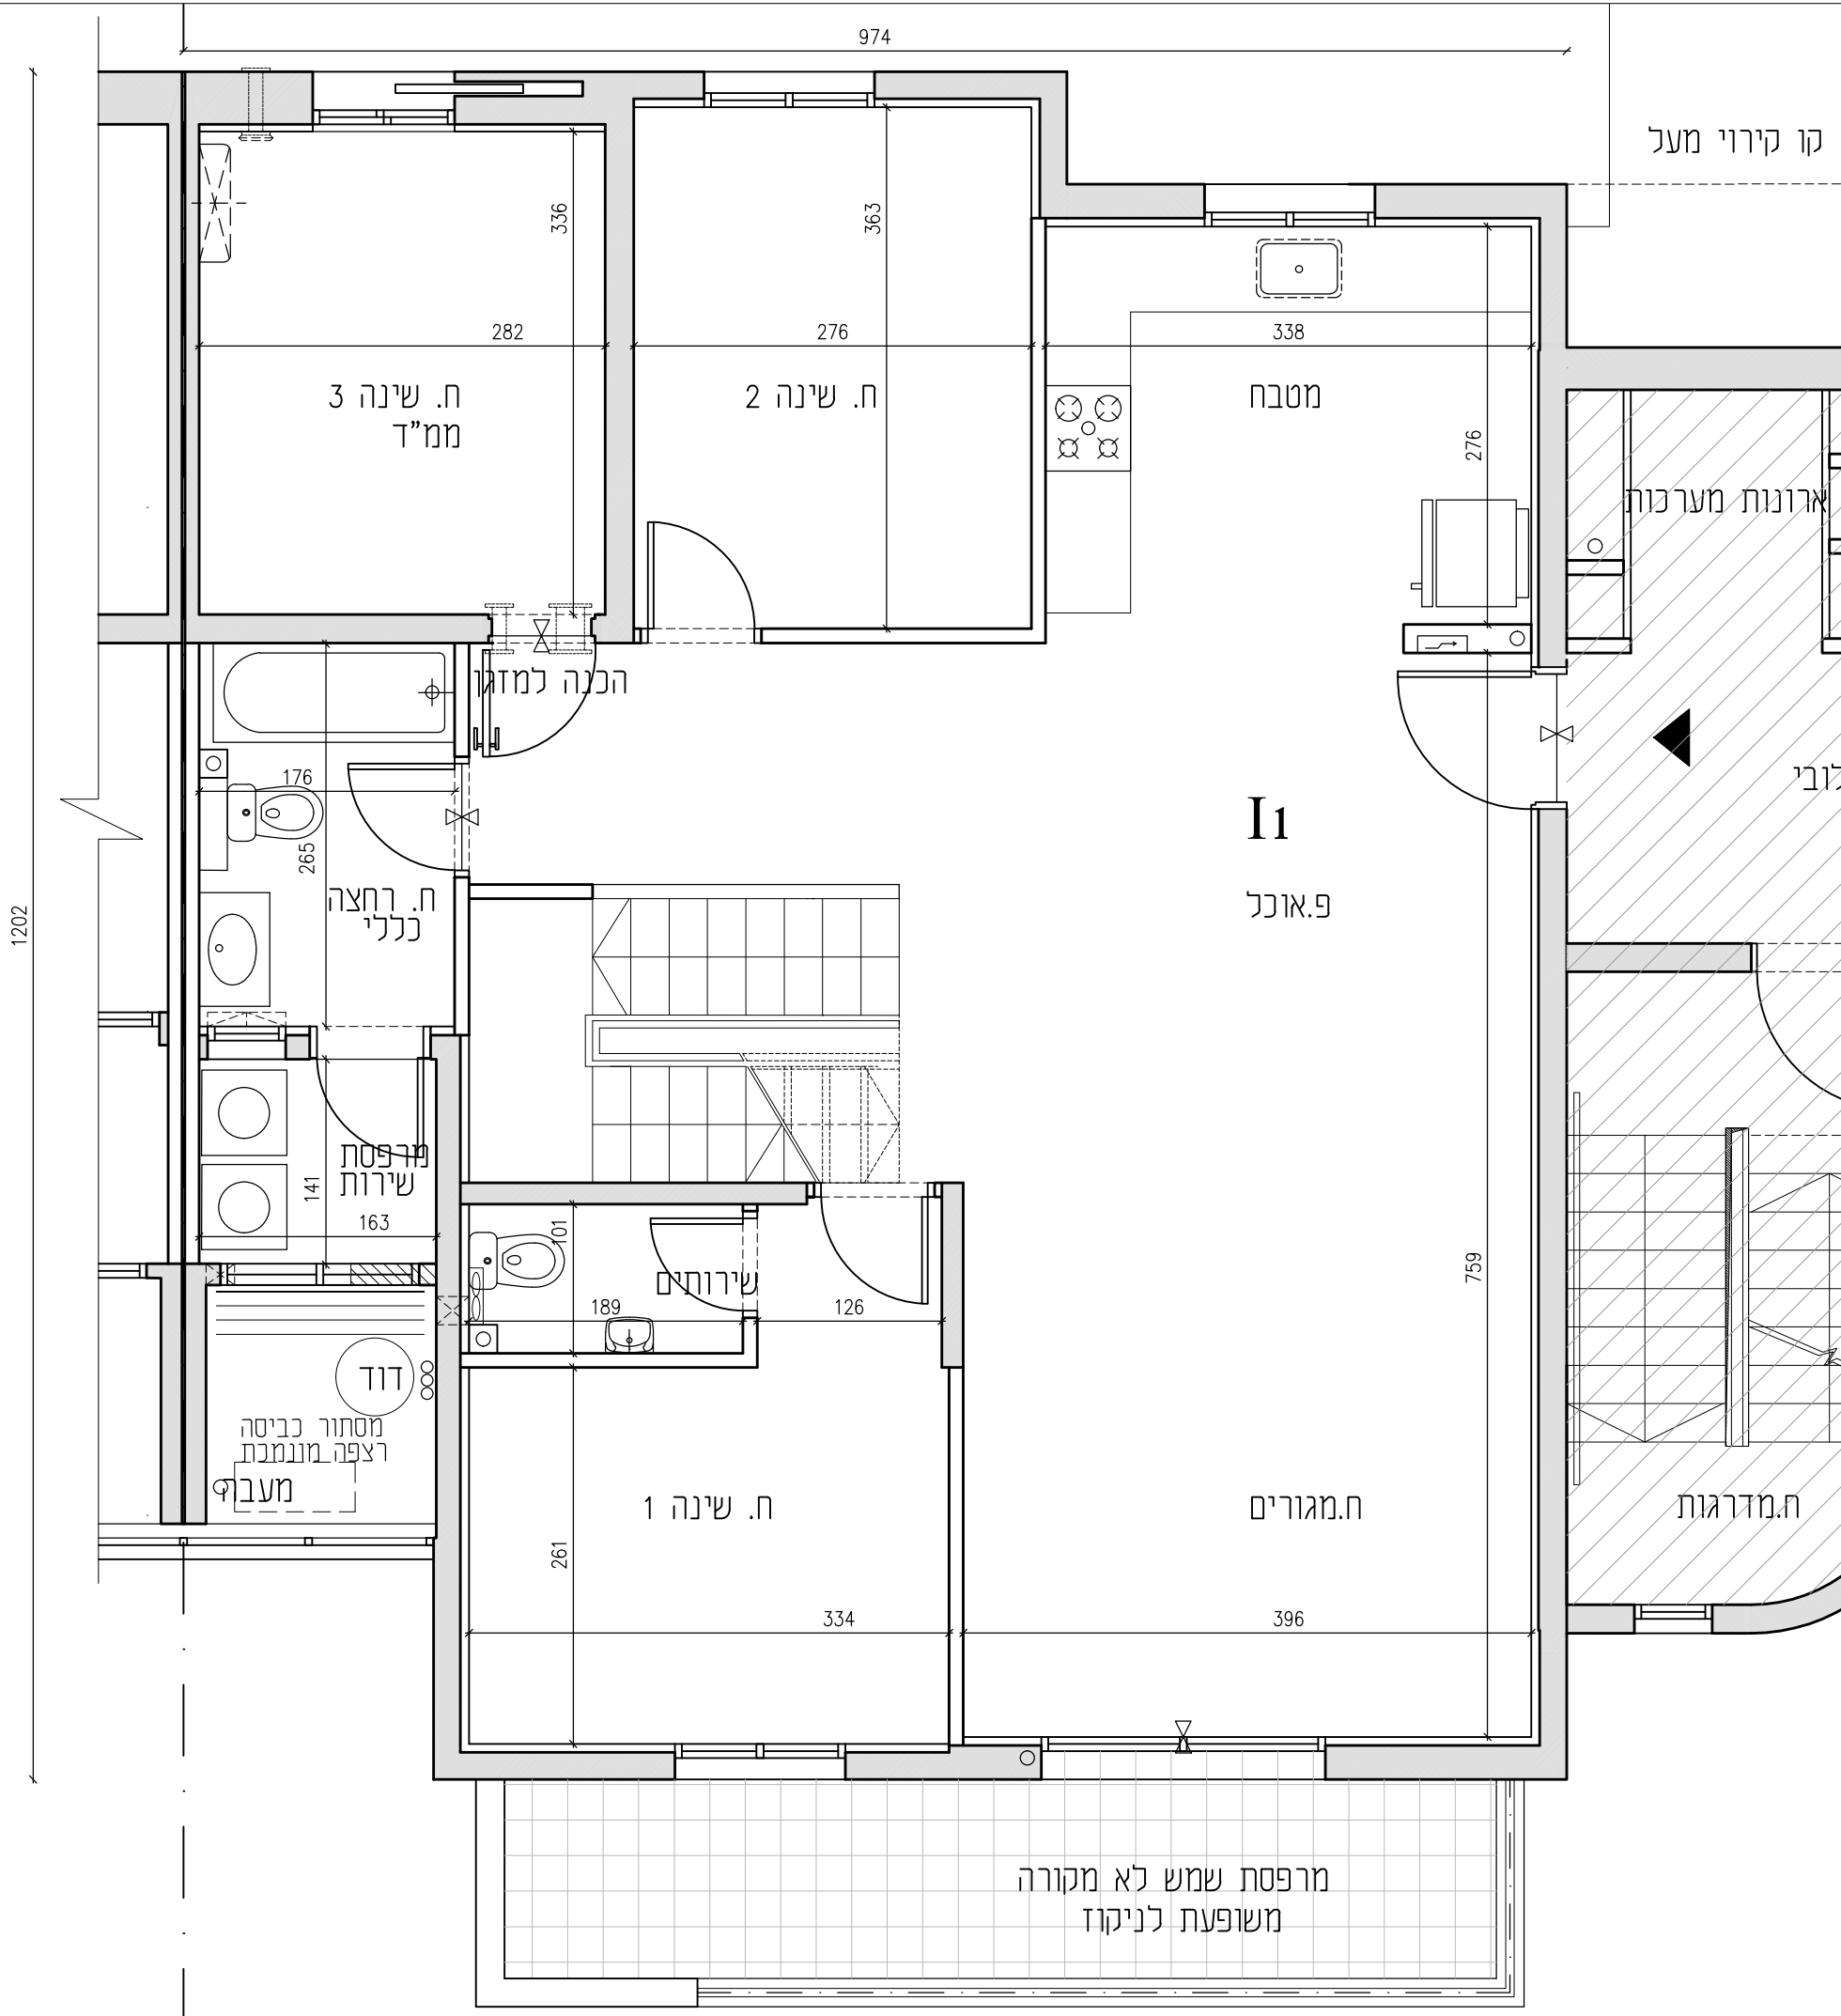 974
קו קירוי מעל
336
363
282
276
338
ח. שינה 3
ממ"ד
ח. שינה 2
מטבח
276
ארונות מערכות
הכנה למזגן
176
לובי
I1
265
ח. רחצה
כללי
פ.אוכל
1202
מרפסת
שירות
141
163
101
שירותים
189
126
759
דוד
מסתור כביסה
רצפה מונמכת
מעבה
ח. שינה 1
ח.מגורים
ח.מדרגות
261
334
396
מרפסת שמש לא מקורה
משופעת לניקוז